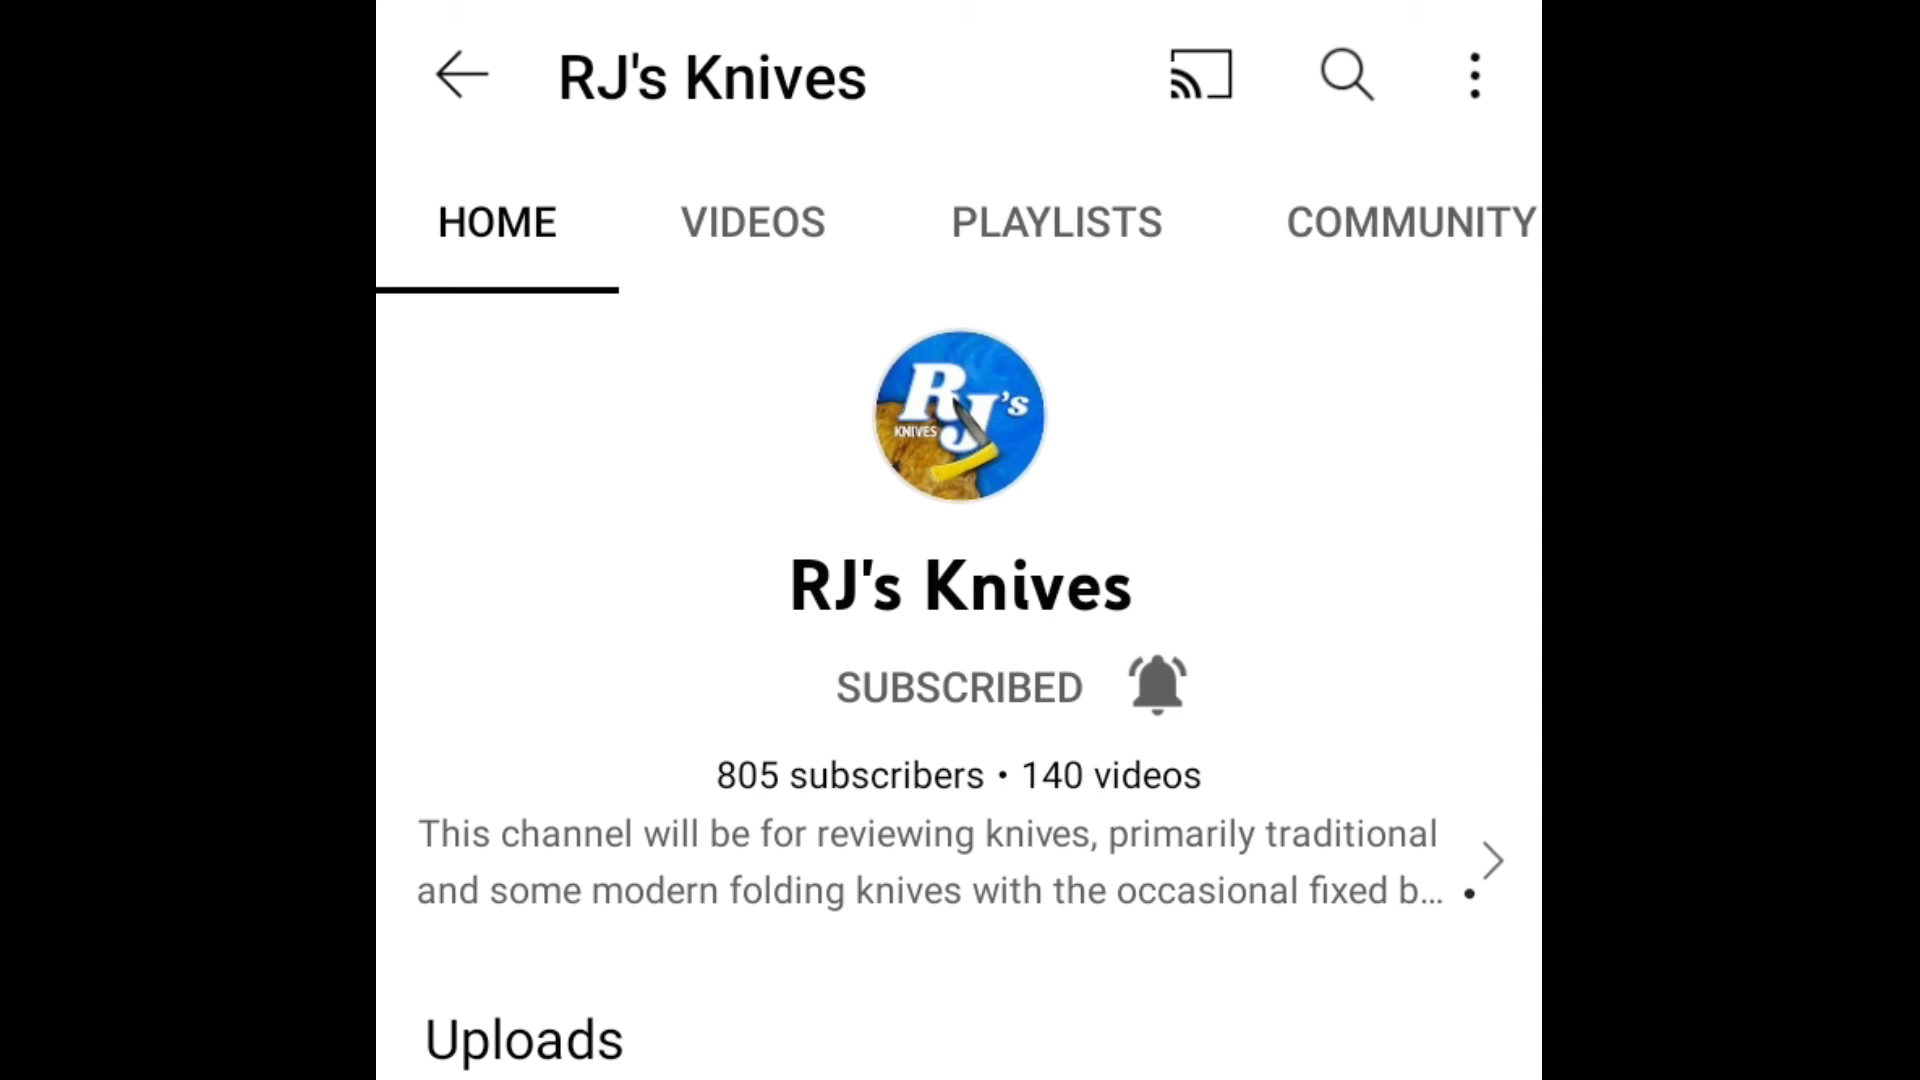 RJ's Knives
HOME VIDEOS PLAYLISTS COMMUNITY
RJ's
KNIVES
RJ's Knives
SUBSCRIBED
805 subscribers • 140 videos
This channel will be for reviewing knives, primarily traditional
and some modern folding knives with the occasional fixed b...
Uploads